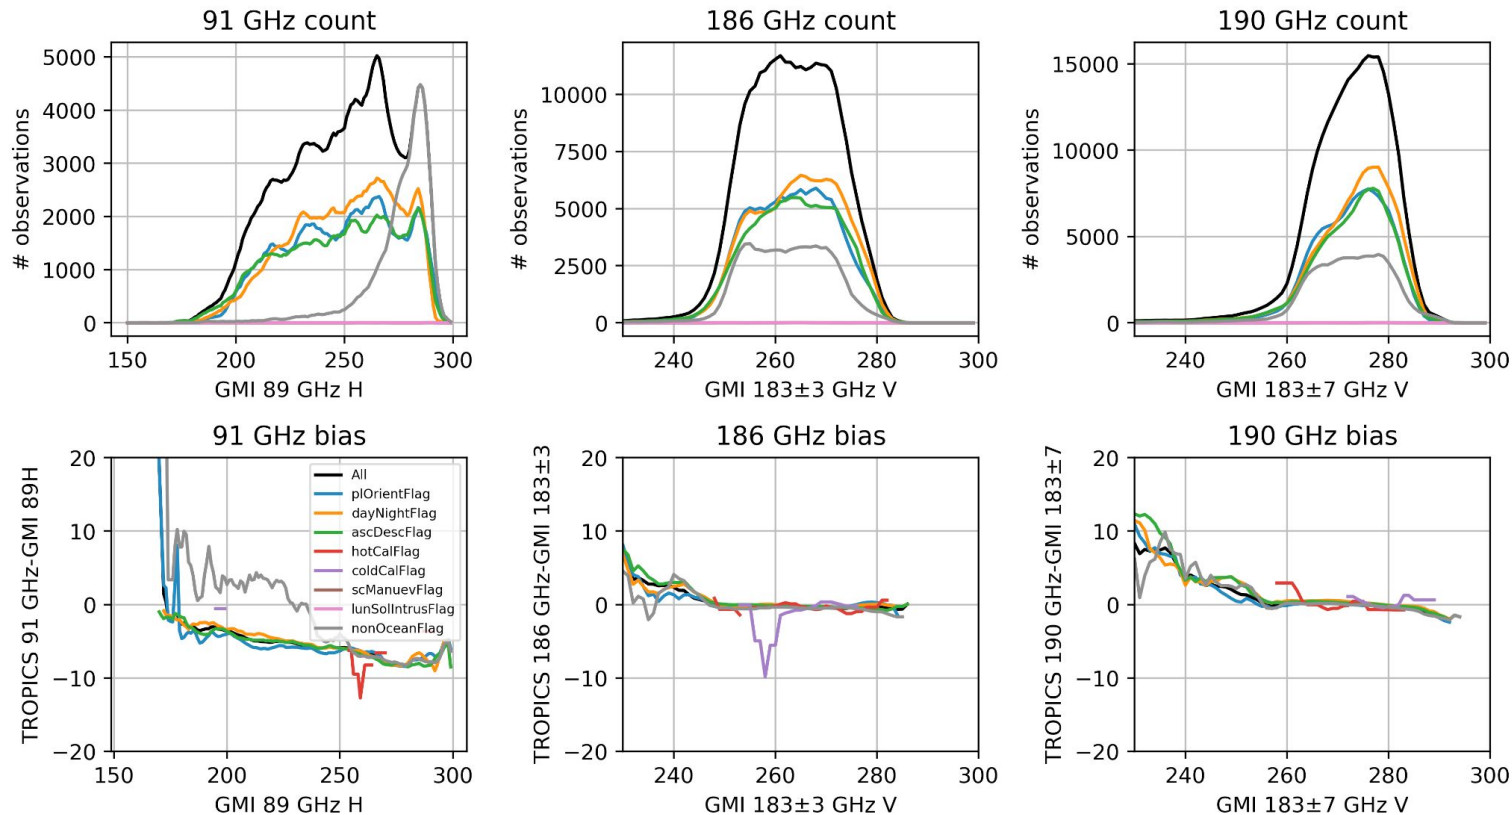 91 GHz count
186 GHz count
190 GHz count
# observations
5000
4000
3000
2000
1000
0
150
200
250
300
GMI 89 GHz H
# observations
10000
7500
5000
2500
0
240
260
280
300
GMI 183±3 GHz V
# observations
15000
10000
5000
0
240
260
280
300
GMI 183±7 GHz V
91 GHz bias
186 GHz bias
190 GHz bias
TROPICS 91 GHz-GMI 89H
20
10
0
−10
−20
All
plOrientFlag
dayNightFlag
ascDescFlag
hotCalFlag
coldCalFlag
scManuevFlag
lunSolIntrusFlag
nonOceanFlag
150
200
250
300
GMI 89 GHz H
TROPICS 186 GHz-GMI 183±3
20
10
0
−10
−20
240
260
280
300
GMI 183±3 GHz V
TROPICS 190 GHz-GMI 183±7
20
10
0
−10
−20
240
260
280
300
GMI 183±7 GHz V